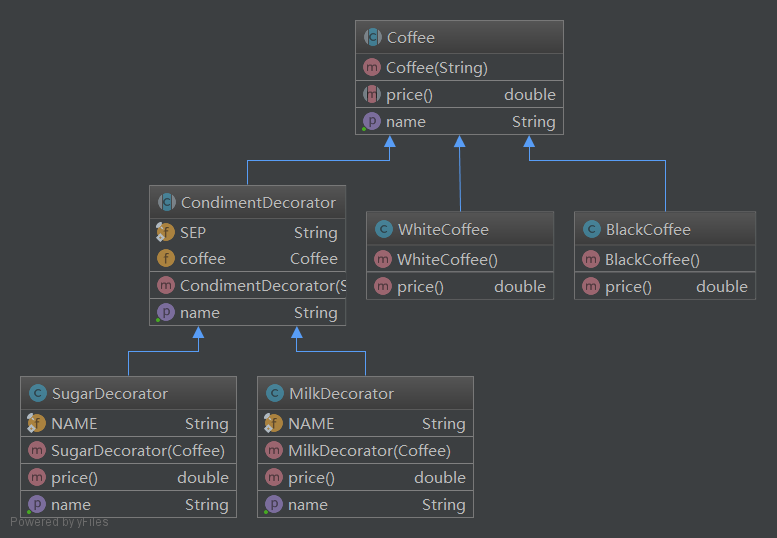 Coffee
Coffee(String)
price() double
name String
CondimentDecorator
SEP String
coffee Coffee
CondimentDecorator(S
name String
WhiteCoffee
WhiteCoffee()
price() double
BlackCoffee
BlackCoffee()
price() double
SugarDecorator
NAME String
SugarDecorator(Coffee)
price() double
name String
MilkDecorator
NAME String
MilkDecorator(Coffee)
price() double
name String
Powered by yFiles